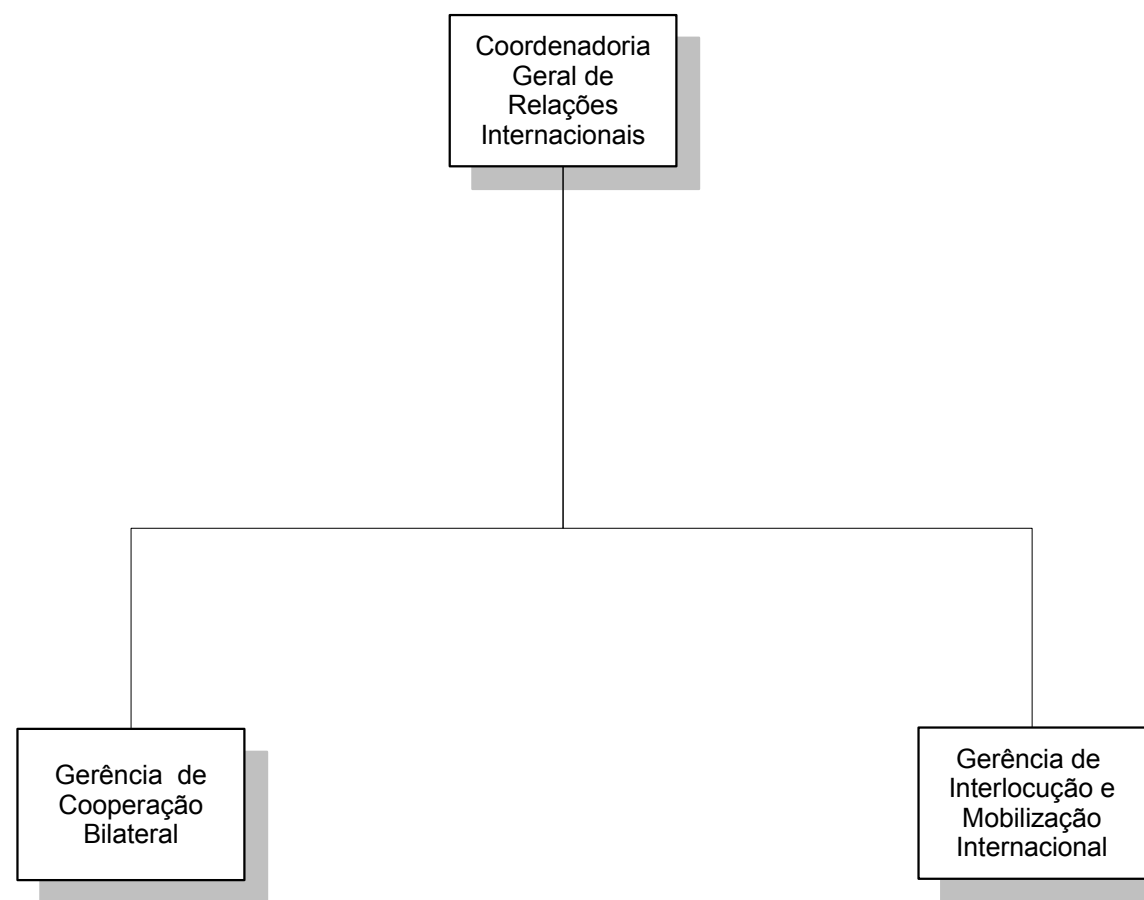 Coordenadoria
Geral de
Relações
Internacionais
Gerência de
Cooperação
Bilateral
Gerência de
Interlocução e
Mobilização
Internacional